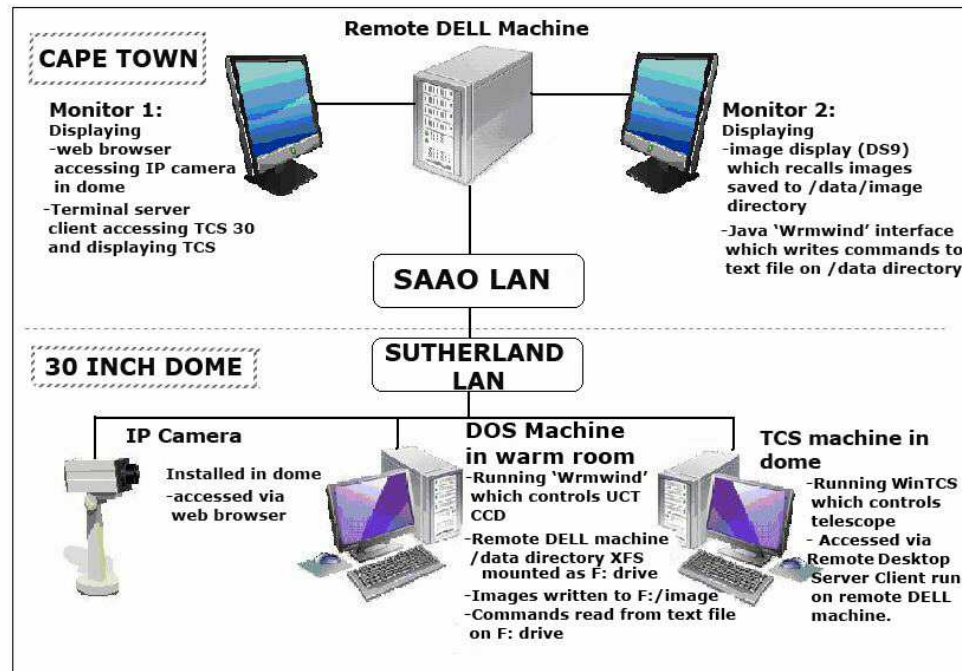 Remote DELL Machine
CAPE TOWN
Monitor 1:
Displaying
-web browser
accessing IP camera
in dome
-Terminal server
client accessing TCS 30
and displaying TCS
Monitor 2:
Displaying
-image display (DS9)
which recalls images
saved to /data/image
directory
-Java ‘Wrmwind’ interface
which writes commands to
text file on /data directory
SAAO LAN
30 INCH DOME
SUTHERLAND
LAN
IP Camera
Installed in dome
-accessed via
web browser
DOS Machine
in warm room
-Running ‘Wrmwind’
which controls UCT
CCD
-Remote DELL machine
/data directory XFS
mounted as F: drive
-Images written to F:/image
-Commands read from text file
on F: drive
TCS machine in
dome
-Running WinTCS
which controls
telescope
- Accessed via
Remote Desktop
Server Client run
on remote DELL
machine.